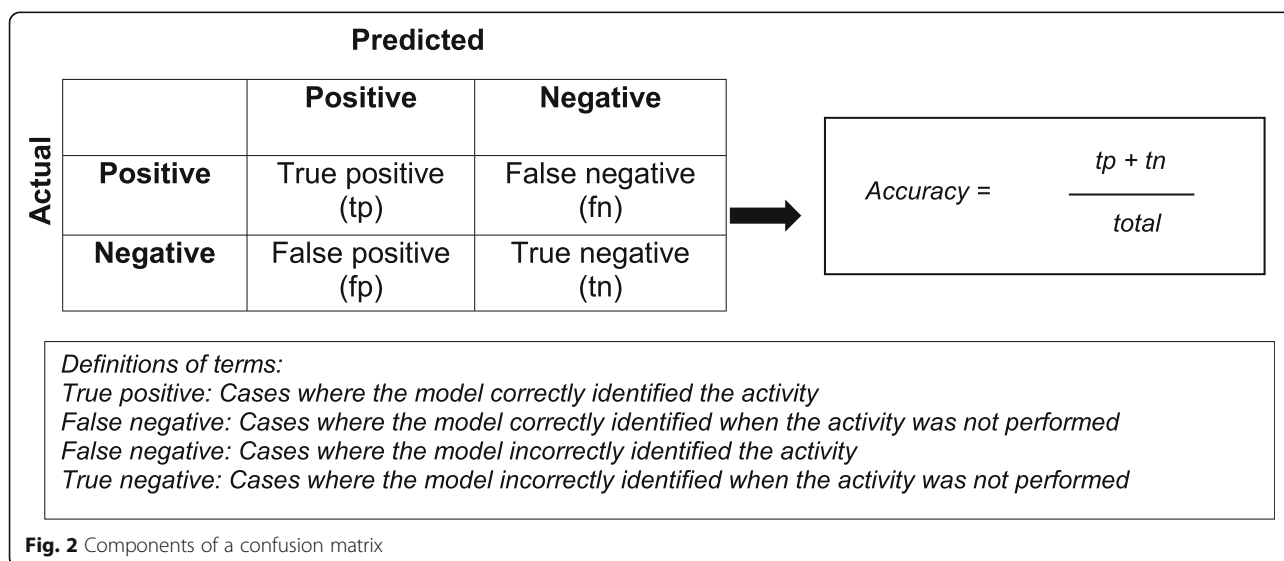 Predicted
Actual
Positive Negative
Positive True positive (tp) False negative (fn)
Negative False positive (fp) True negative (tn)
Accuracy = tp + tn
total
Definitions of terms:
True positive: Cases where the model correctly identified the activity
False negative: Cases where the model correctly identified when the activity was not performed
False negative: Cases where the model incorrectly identified the activity
True negative: Cases where the model incorrectly identified when the activity was not performed
Fig. 2 Components of a confusion matrix